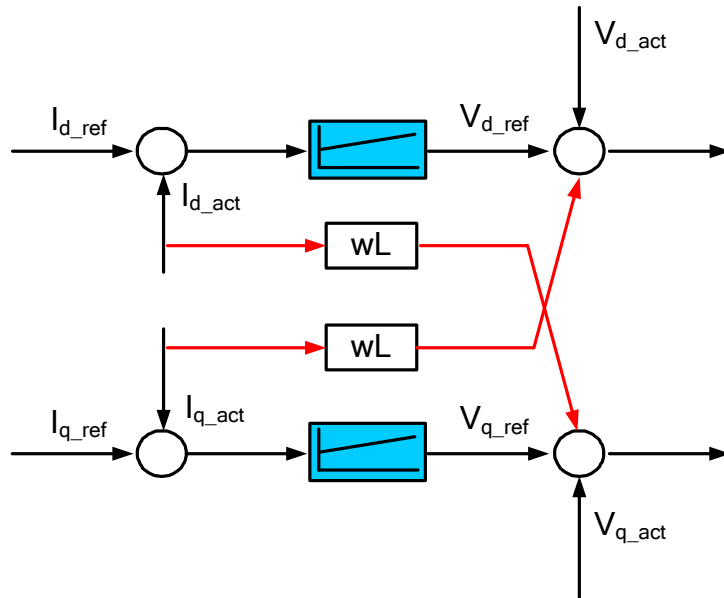 V_d_act
I_d_ref
V_d_ref
I_d_act
wL
wL
I_q_act
I_q_ref
V_q_ref
V_q_act